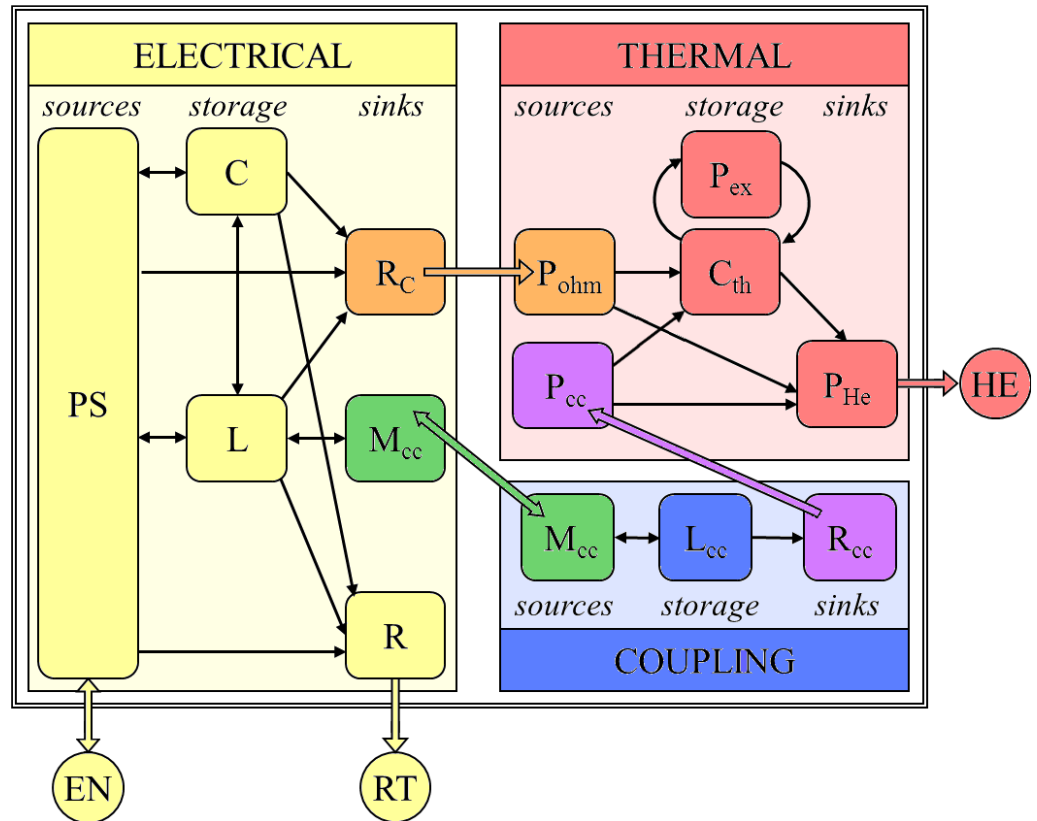 ELECTRICAL
sources storage sinks
PS
C
R_C
L
M_cc
R
EN
RT
THERMAL
sources storage sinks
P_ex
P_ohm
C_th
P_cc
P_He
HE
M_cc
L_cc
R_cc
sources storage sinks
COUPLING